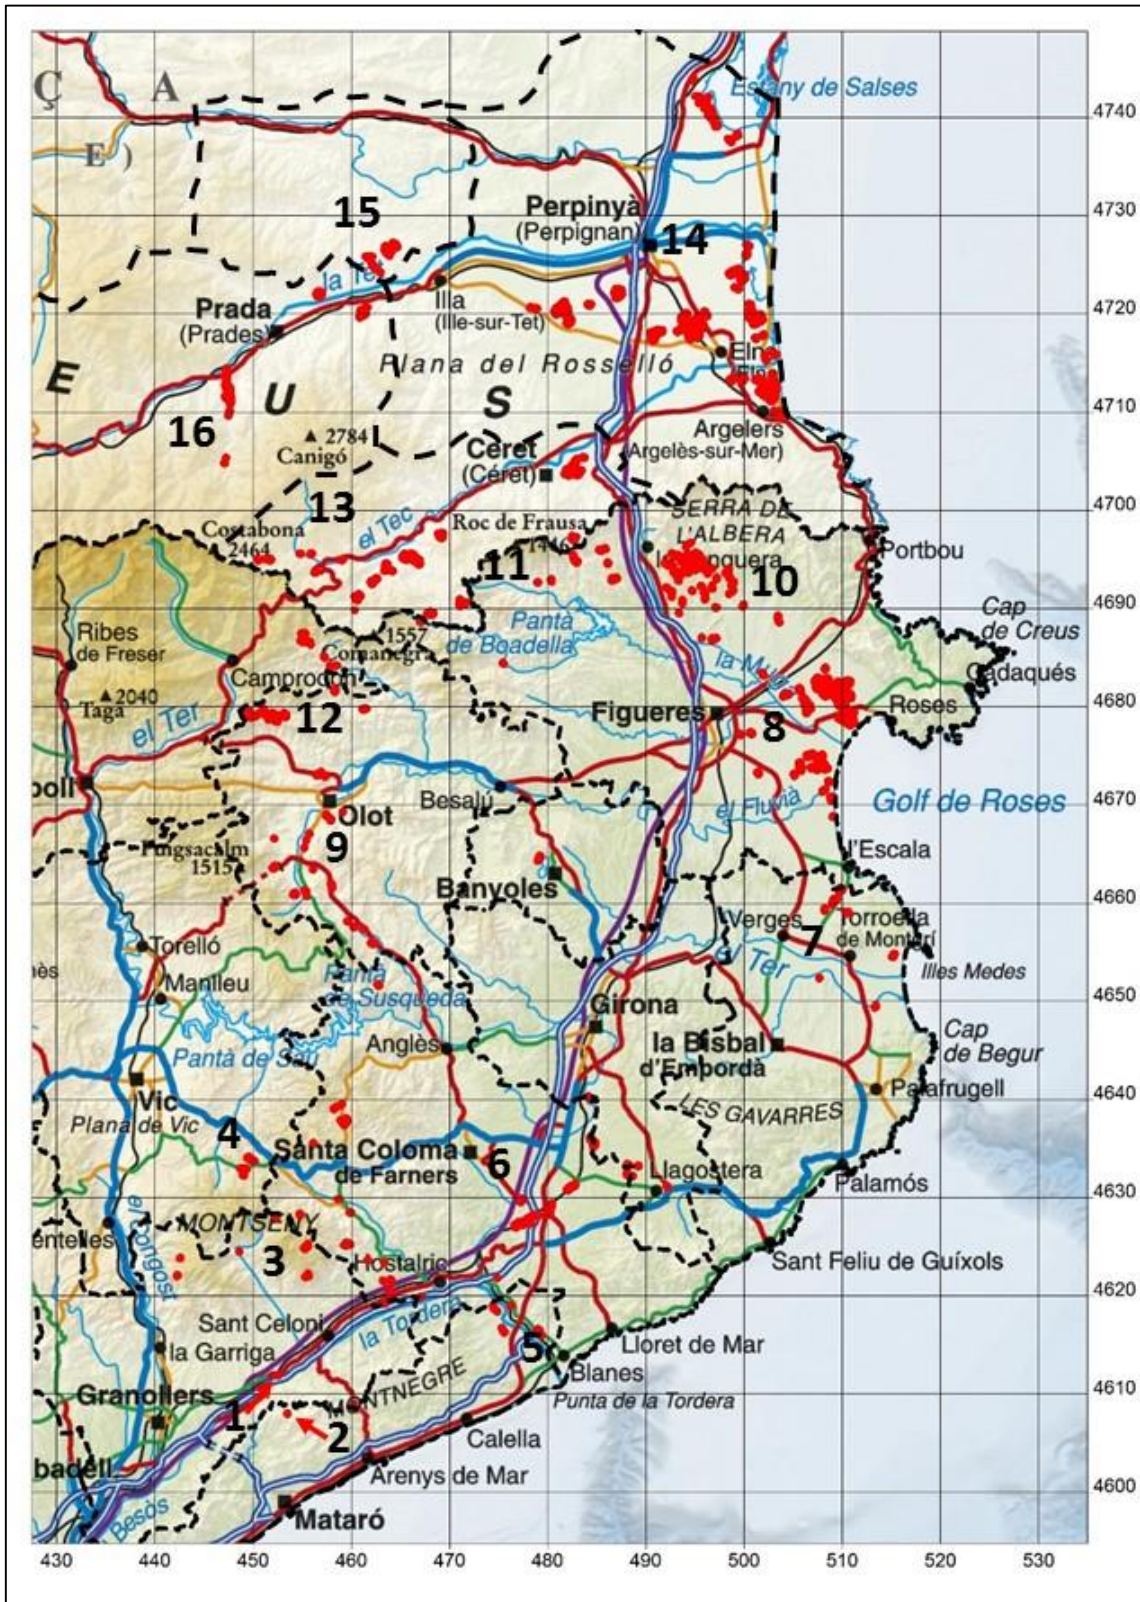 Ç A
Estany de Salses
4740
E )
Perpinyà
15
4730
(Perpignan)
14
la Tet
Illa
Prada
(Ille-sur-Tet)
4720
(Prades)
Eln
E
Plana del Rosselló
U
S
4710
16
2784
Argelers
Canigó
Ceret
(Argelès-sur-Mer)
(Céret)
13
4700
SERRA DE
Costabona
el Tec
Roc de Frausa
L'ALBERA
2464
1446
Portbou
11
10
4690
Cap
de Creus
Ribes
de Freser
1557
Pantà
de Boadella
Comanegra
la Muga
Camprodon
Cadaqués
2040
Taga
4680
12
Figueres
Roses
el Ter
8
Besalú
4670
Golf de Roses
Olot
el Fluvià
Puigsacalm
9
l'Escala
1515
Banyoles
4660
Verges
Torroella
de Montgrí
7
Torelló
el Ter
Illes Medes
Manlleu
Pantà
de Susqueda
4650
Girona
Cap
de Begur
Pantà de Sau
Anglès
la Bisbal
d'Empordà
Palafrugell
Vic
4640
Plana de Vic
LES GAVARRES
4
Santa Coloma
de Farners
6
Llagostera
Palamós
4630
el Congost
MONTSENY
entelles
3
Hostalric
Sant Feliu de Guíxols
4620
Sant Celoni
la Tordera
la Garriga
5
Lloret de Mar
Blanes
Granollers
MONTNEGRE
4610
Punta de la Tordera
1
2
Calella
badell
Arenys de Mar
4600
Besòs
Mataró
430 440 450 460 470 480 490 500 510 520 530